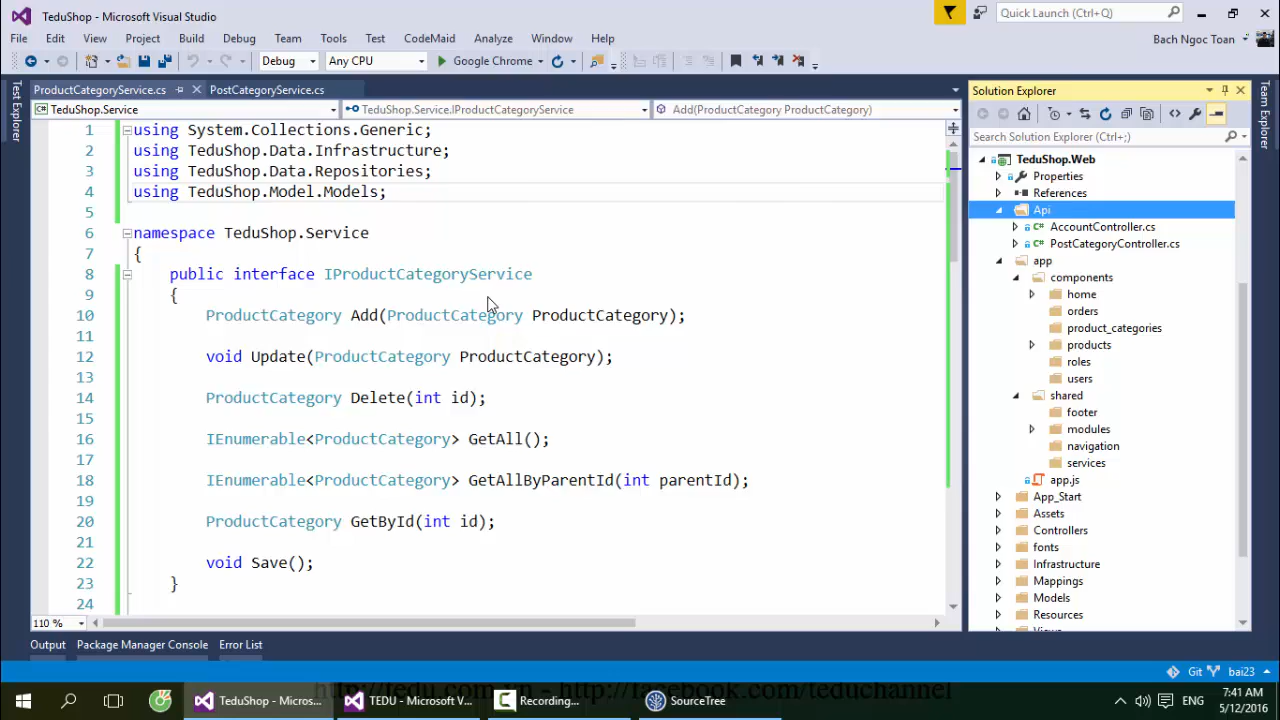 TeduShop - Microsoft Visual Studio
Quick Launch (Ctrl+Q)
File Edit View Project Build Debug Team Tools Test CodeMaid Analyze Window Help
Bach Ngoc Toan
Debug Any CPU Google Chrome
Test Explorer
ProductCategoryService.cs PostCategoryService.cs
TeduShop.Service TeduShop.Service.IProductCategoryService Add(ProductCategory ProductCategory)
1 using System.Collections.Generic;
2 using TeduShop.Data.Infrastructure;
3 using TeduShop.Data.Repositories;
4 using TeduShop.Model.Models;
5
6 namespace TeduShop.Service
7 {
8 public interface IProductCategoryService
9 {
10 ProductCategory Add(ProductCategory ProductCategory);
11
12 void Update(ProductCategory ProductCategory);
13
14 ProductCategory Delete(int id);
15
16 IEnumerable<ProductCategory> GetAll();
17
18 IEnumerable<ProductCategory> GetAllByParentId(int parentId);
19
20 ProductCategory GetById(int id);
21
22 void Save();
23 }
24
110 %
Solution Explorer
Search Solution Explorer (Ctrl+;)
TeduShop.Web
Properties
References
Api
AccountController.cs
PostCategoryController.cs
app
components
home
orders
product_categories
products
roles
users
shared
footer
modules
navigation
services
app.js
App_Start
Assets
Controllers
fonts
Infrastructure
Mappings
Models
Resources
Views
Team Explorer
Output Package Manager Console Error List
Git bai23
TeduShop - Micros... TEDU - Microsoft V... Recording... SourceTree
http://tedu.com.vn - http://facebook.com/teduchannel
ENG
7:41 AM
5/12/2016